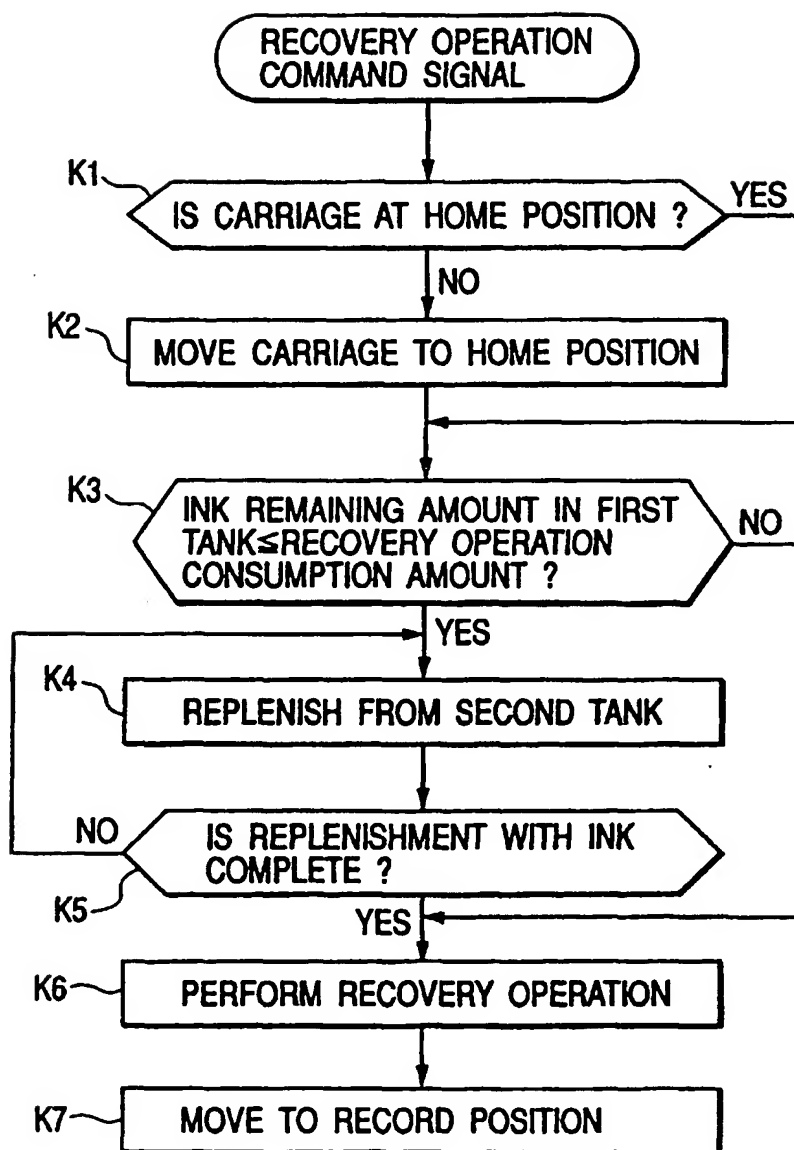 RECOVERY OPERATION
COMMAND SIGNAL
K1
IS CARRIAGE AT HOME POSITION ?
YES
NO
K2
MOVE CARRIAGE TO HOME POSITION
K3
INK REMAINING AMOUNT IN FIRST
TANK≦RECOVERY OPERATION
CONSUMPTION AMOUNT ?
NO
YES
K4
REPLENISH FROM SECOND TANK
NO
IS REPLENISHMENT WITH INK
COMPLETE ?
K5
YES
K6
PERFORM RECOVERY OPERATION
K7
MOVE TO RECORD POSITION